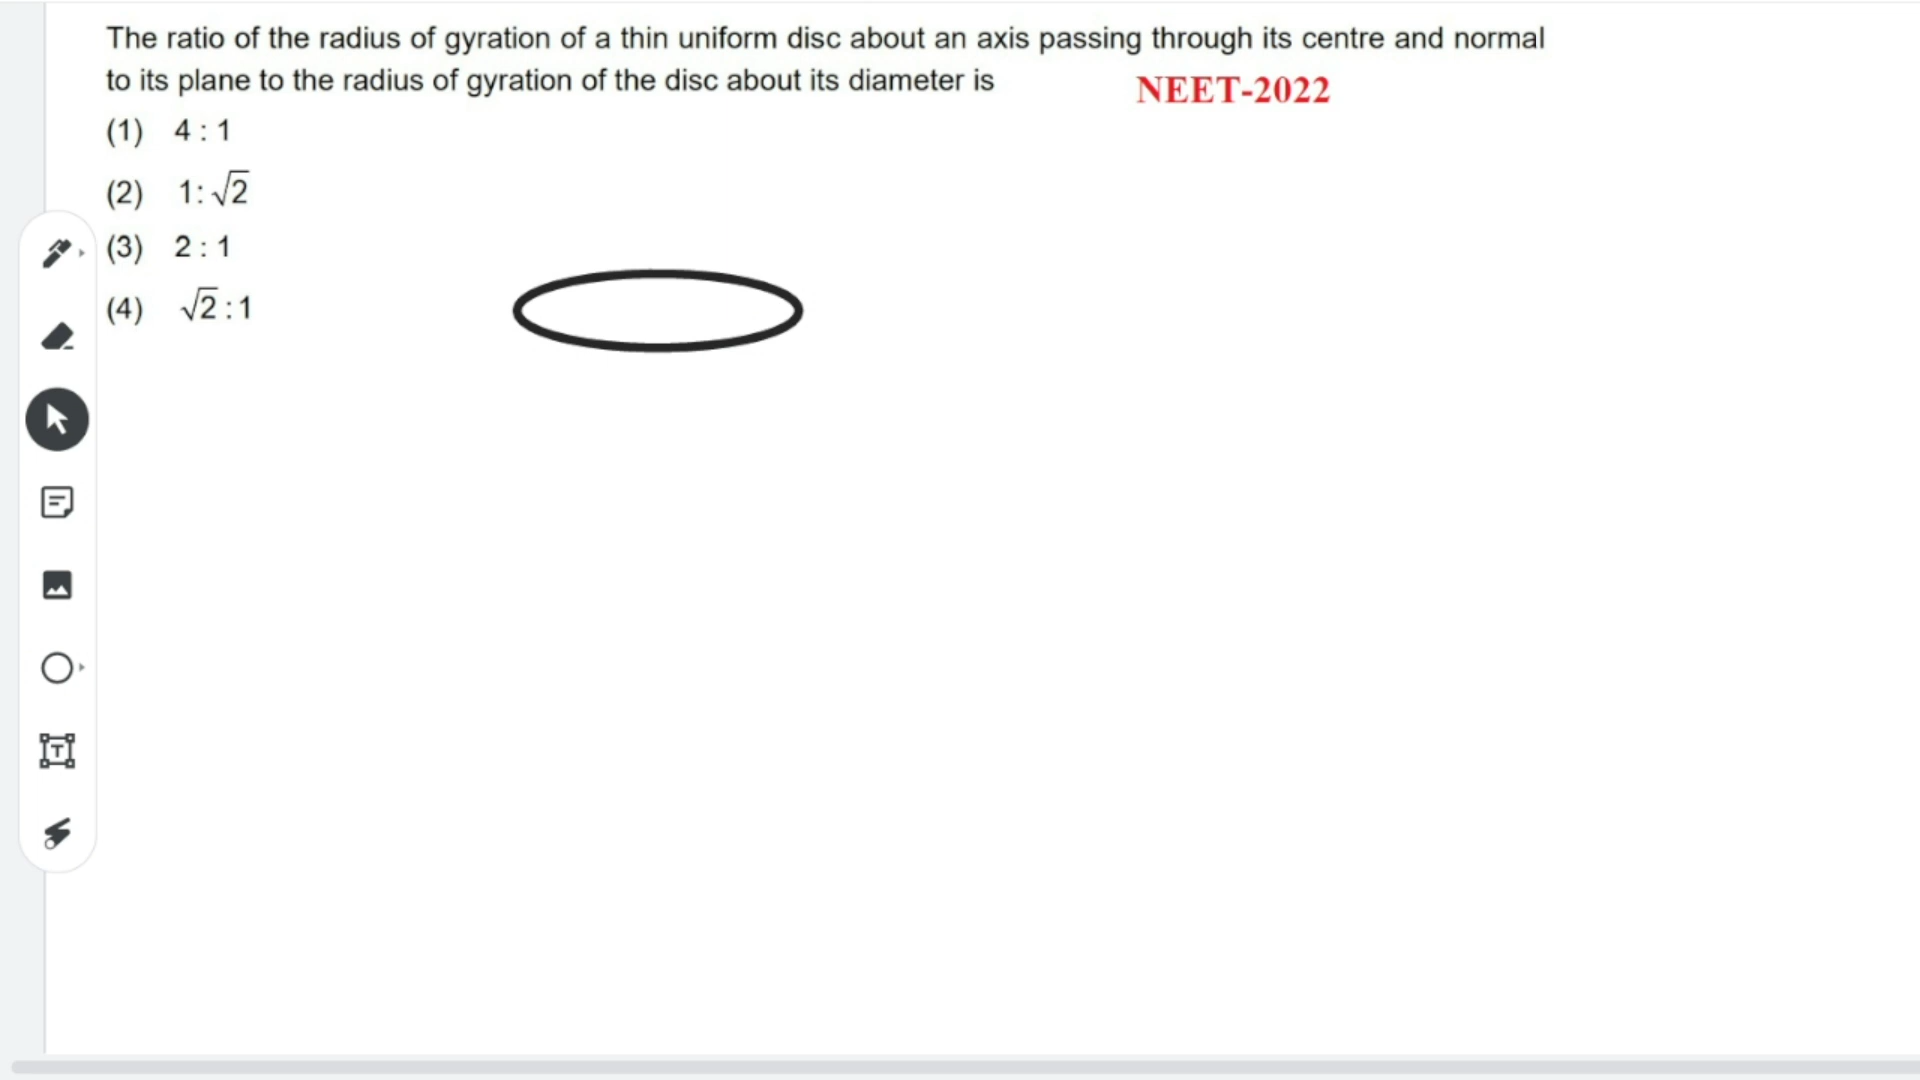 The ratio of the radius of gyration of a thin uniform disc about an axis passing through its centre and normal
to its plane to the radius of gyration of the disc about its diameter is
NEET-2022
(1) 4 : 1
(2) 1:√2
(3) 2 : 1
(4) √2:1